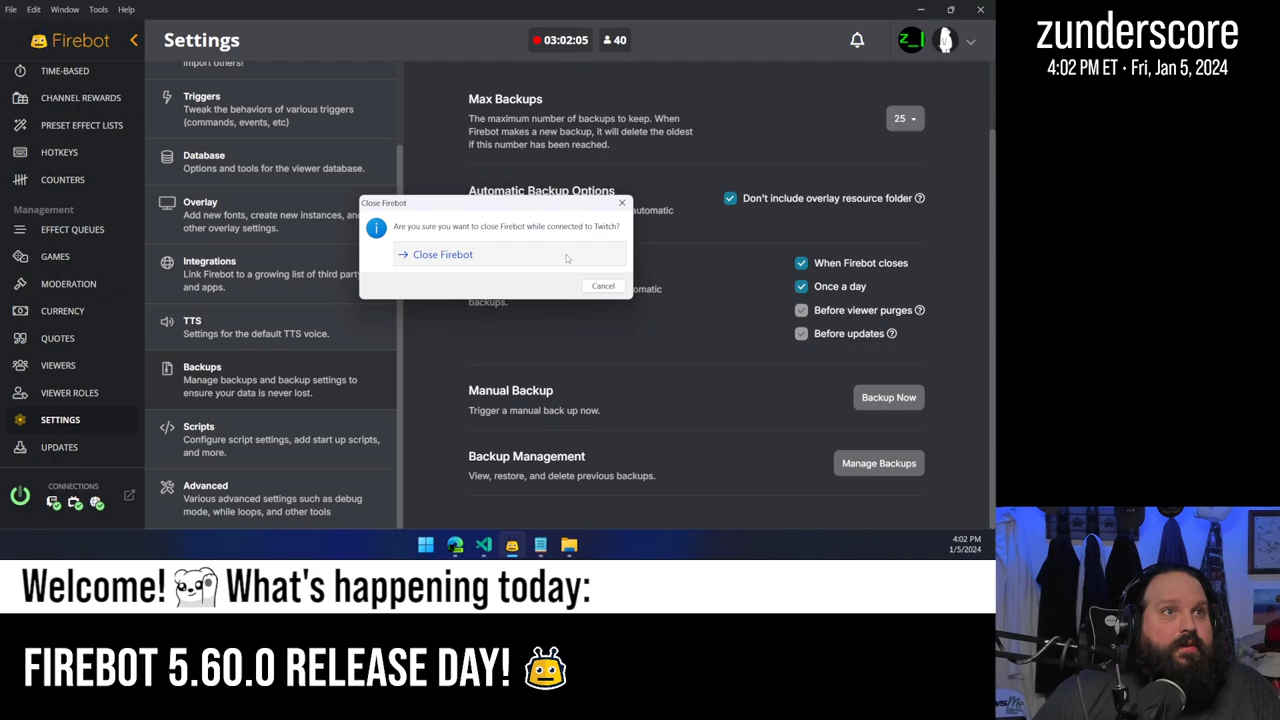 File Edit Window Tools Help
Firebot
Settings
03:02:05
40
z_|
zunderscore
4:02 PM ET • Fri, Jan 5, 2024
TIME-BASED
CHANNEL REWARDS
PRESET EFFECT LISTS
HOTKEYS
COUNTERS
Management
EFFECT QUEUES
GAMES
MODERATION
CURRENCY
QUOTES
VIEWERS
VIEWER ROLES
SETTINGS
UPDATES
CONNECTIONS
import others!
Triggers
Tweak the behaviors of various triggers
(commands, events, etc)
Database
Options and tools for the viewer database.
Overlay
Add new fonts, create new instances, and
other overlay settings.
Integrations
Link Firebot to a growing list of third party
and apps.
TTS
Settings for the default TTS voice.
Backups
Manage backups and backup settings to
ensure your data is never lost.
Scripts
Configure script settings, add start up scripts,
and more.
Advanced
Various advanced settings such as debug
mode, while loops, and other tools
Max Backups
The maximum number of backups to keep. When
Firebot makes a new backup, it will delete the oldest
if this number has been reached.
25
Automatic Backup Options
automatic
Don't include overlay resource folder
Close Firebot
Are you sure you want to close Firebot while connected to Twitch?
Close Firebot
Cancel
omatic
backups.
When Firebot closes
Once a day
Before viewer purges
Before updates
Manual Backup
Trigger a manual back up now.
Backup Now
Backup Management
View, restore, and delete previous backups.
Manage Backups
4:02 PM
1/5/2024
Welcome! What's happening today:
FIREBOT 5.60.0 RELEASE DAY!